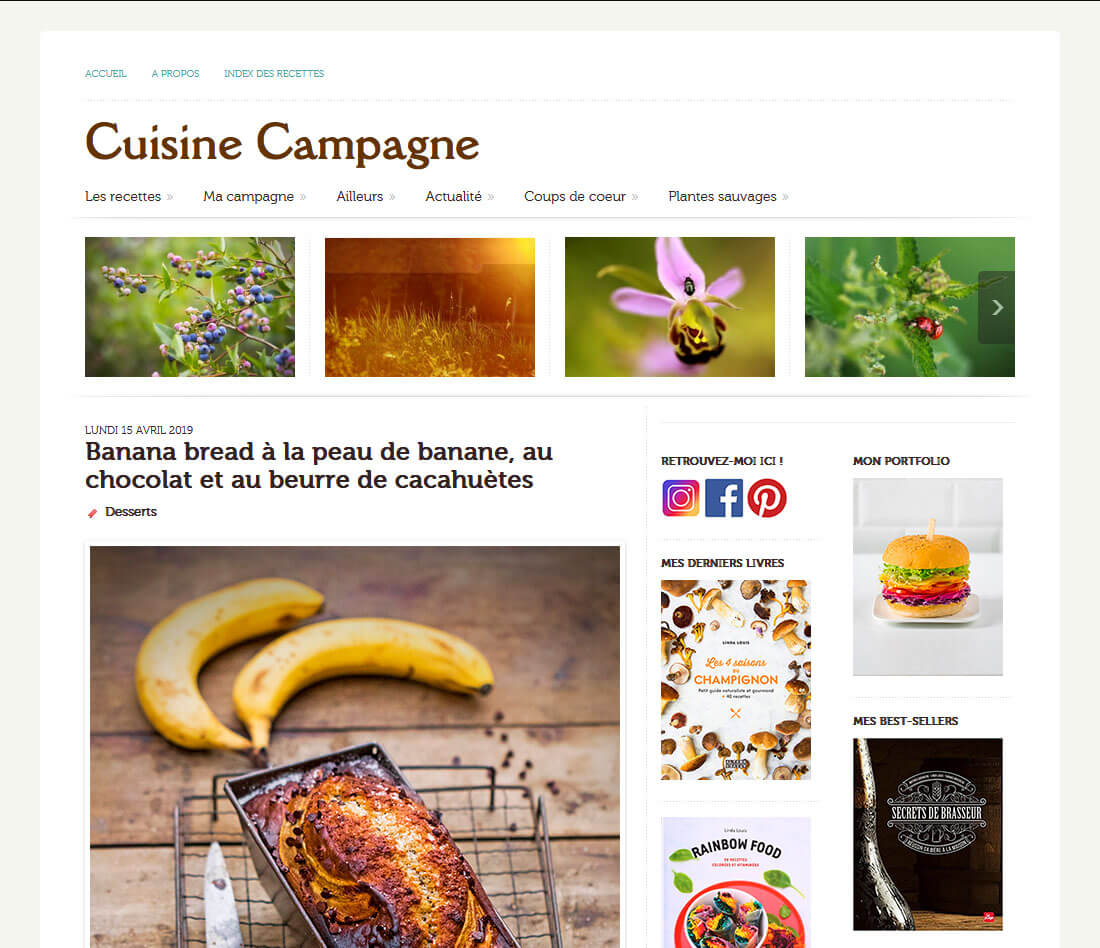 ACCUEIL A PROPOS INDEX DES RECETTES
Cuisine Campagne
Les recettes » Ma campagne » Ailleurs » Actualité » Coups de coeur » Plantes sauvages »
LUNDI 15 AVRIL 2019
Banana bread à la peau de banane, au
chocolat et au beurre de cacahuètes
Desserts
RETROUVEZ-MOI ICI !
MES DERNIERS LIVRES
LINDA LOUIS
Les 4 saisons
DU
CHAMPIGNON
Petit guide naturaliste et gourmand
+ 40 recettes
Linda Louis
RAINBOW FOOD
COLORÉES ET VITAMINÉES
MON PORTFOLIO
MES BEST-SELLERS
SECRETS DE BRASSEUR